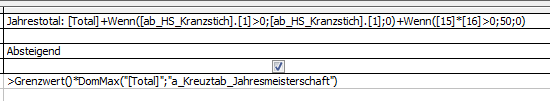 Jahrestotal: [Total]+Wenn([ab_HS_Kranzstich].[1]>0;[ab_HS_Kranzstich].[1];0)+Wenn([15]*[16]>0;50;0)
Absteigend
>Grenzwert()*DomMax("[Total]";"a_Kreuztab_Jahresmeisterschaft")